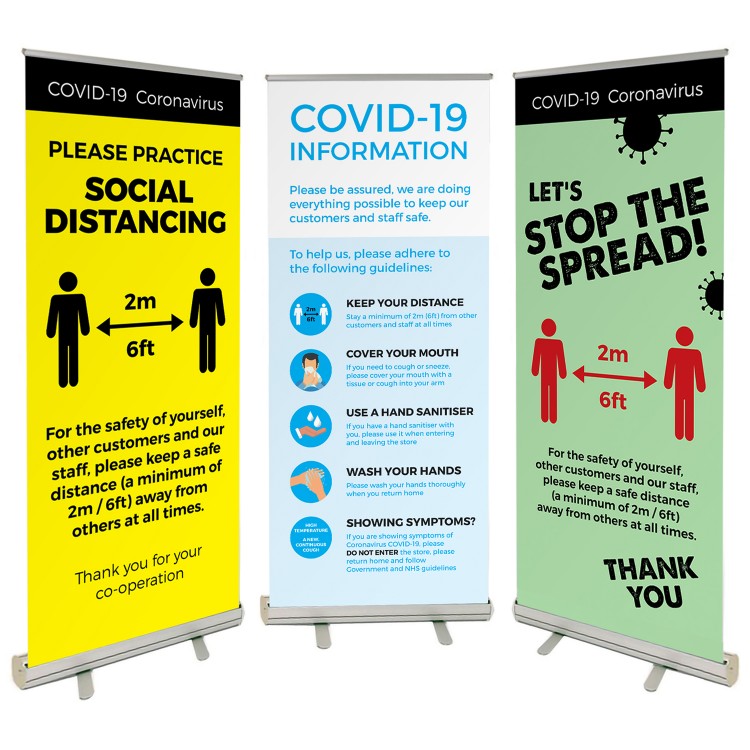 COVID-19 Coronavirus
PLEASE PRACTICE
SOCIAL
DISTANCING
2m
6ft
For the safety of yourself,
other customers and our
staff, please keep a safe
distance (a minimum of
2m / 6ft) away from
others at all times.
Thank you for your
co-operation
COVID-19
INFORMATION
Please be assured, we are doing
everything possible to keep our
customers and staff safe.
To help us, please adhere to
the following guidelines:
2m
6ft
KEEP YOUR DISTANCE
Stay a minimum of 2m (6ft) from other
customers and staff at all times
COVER YOUR MOUTH
If you need to cough or sneeze,
please cover your mouth with a
tissue or cough into your arm
USE A HAND SANITISER
If you have a hand sanitiser with
you, please use it when entering
and leaving the store
WASH YOUR HANDS
Please wash your hands thoroughly
when you return home
HIGH
TEMPERATURE
A NEW
CONTINUOUS
COUGH
SHOWING SYMPTOMS?
If you are showing symptoms of
Coronavirus COVID-19, please
DO NOT ENTER the store, please
return home and follow
Government and NHS guidelines
COVID-19 Coronavirus
LET'S
STOP THE
SPREAD!
2m
6ft
For the safety of yourself,
other customers and our staff,
please keep a safe distance
(a minimum of 2m / 6ft)
away from others at all times.
THANK
YOU